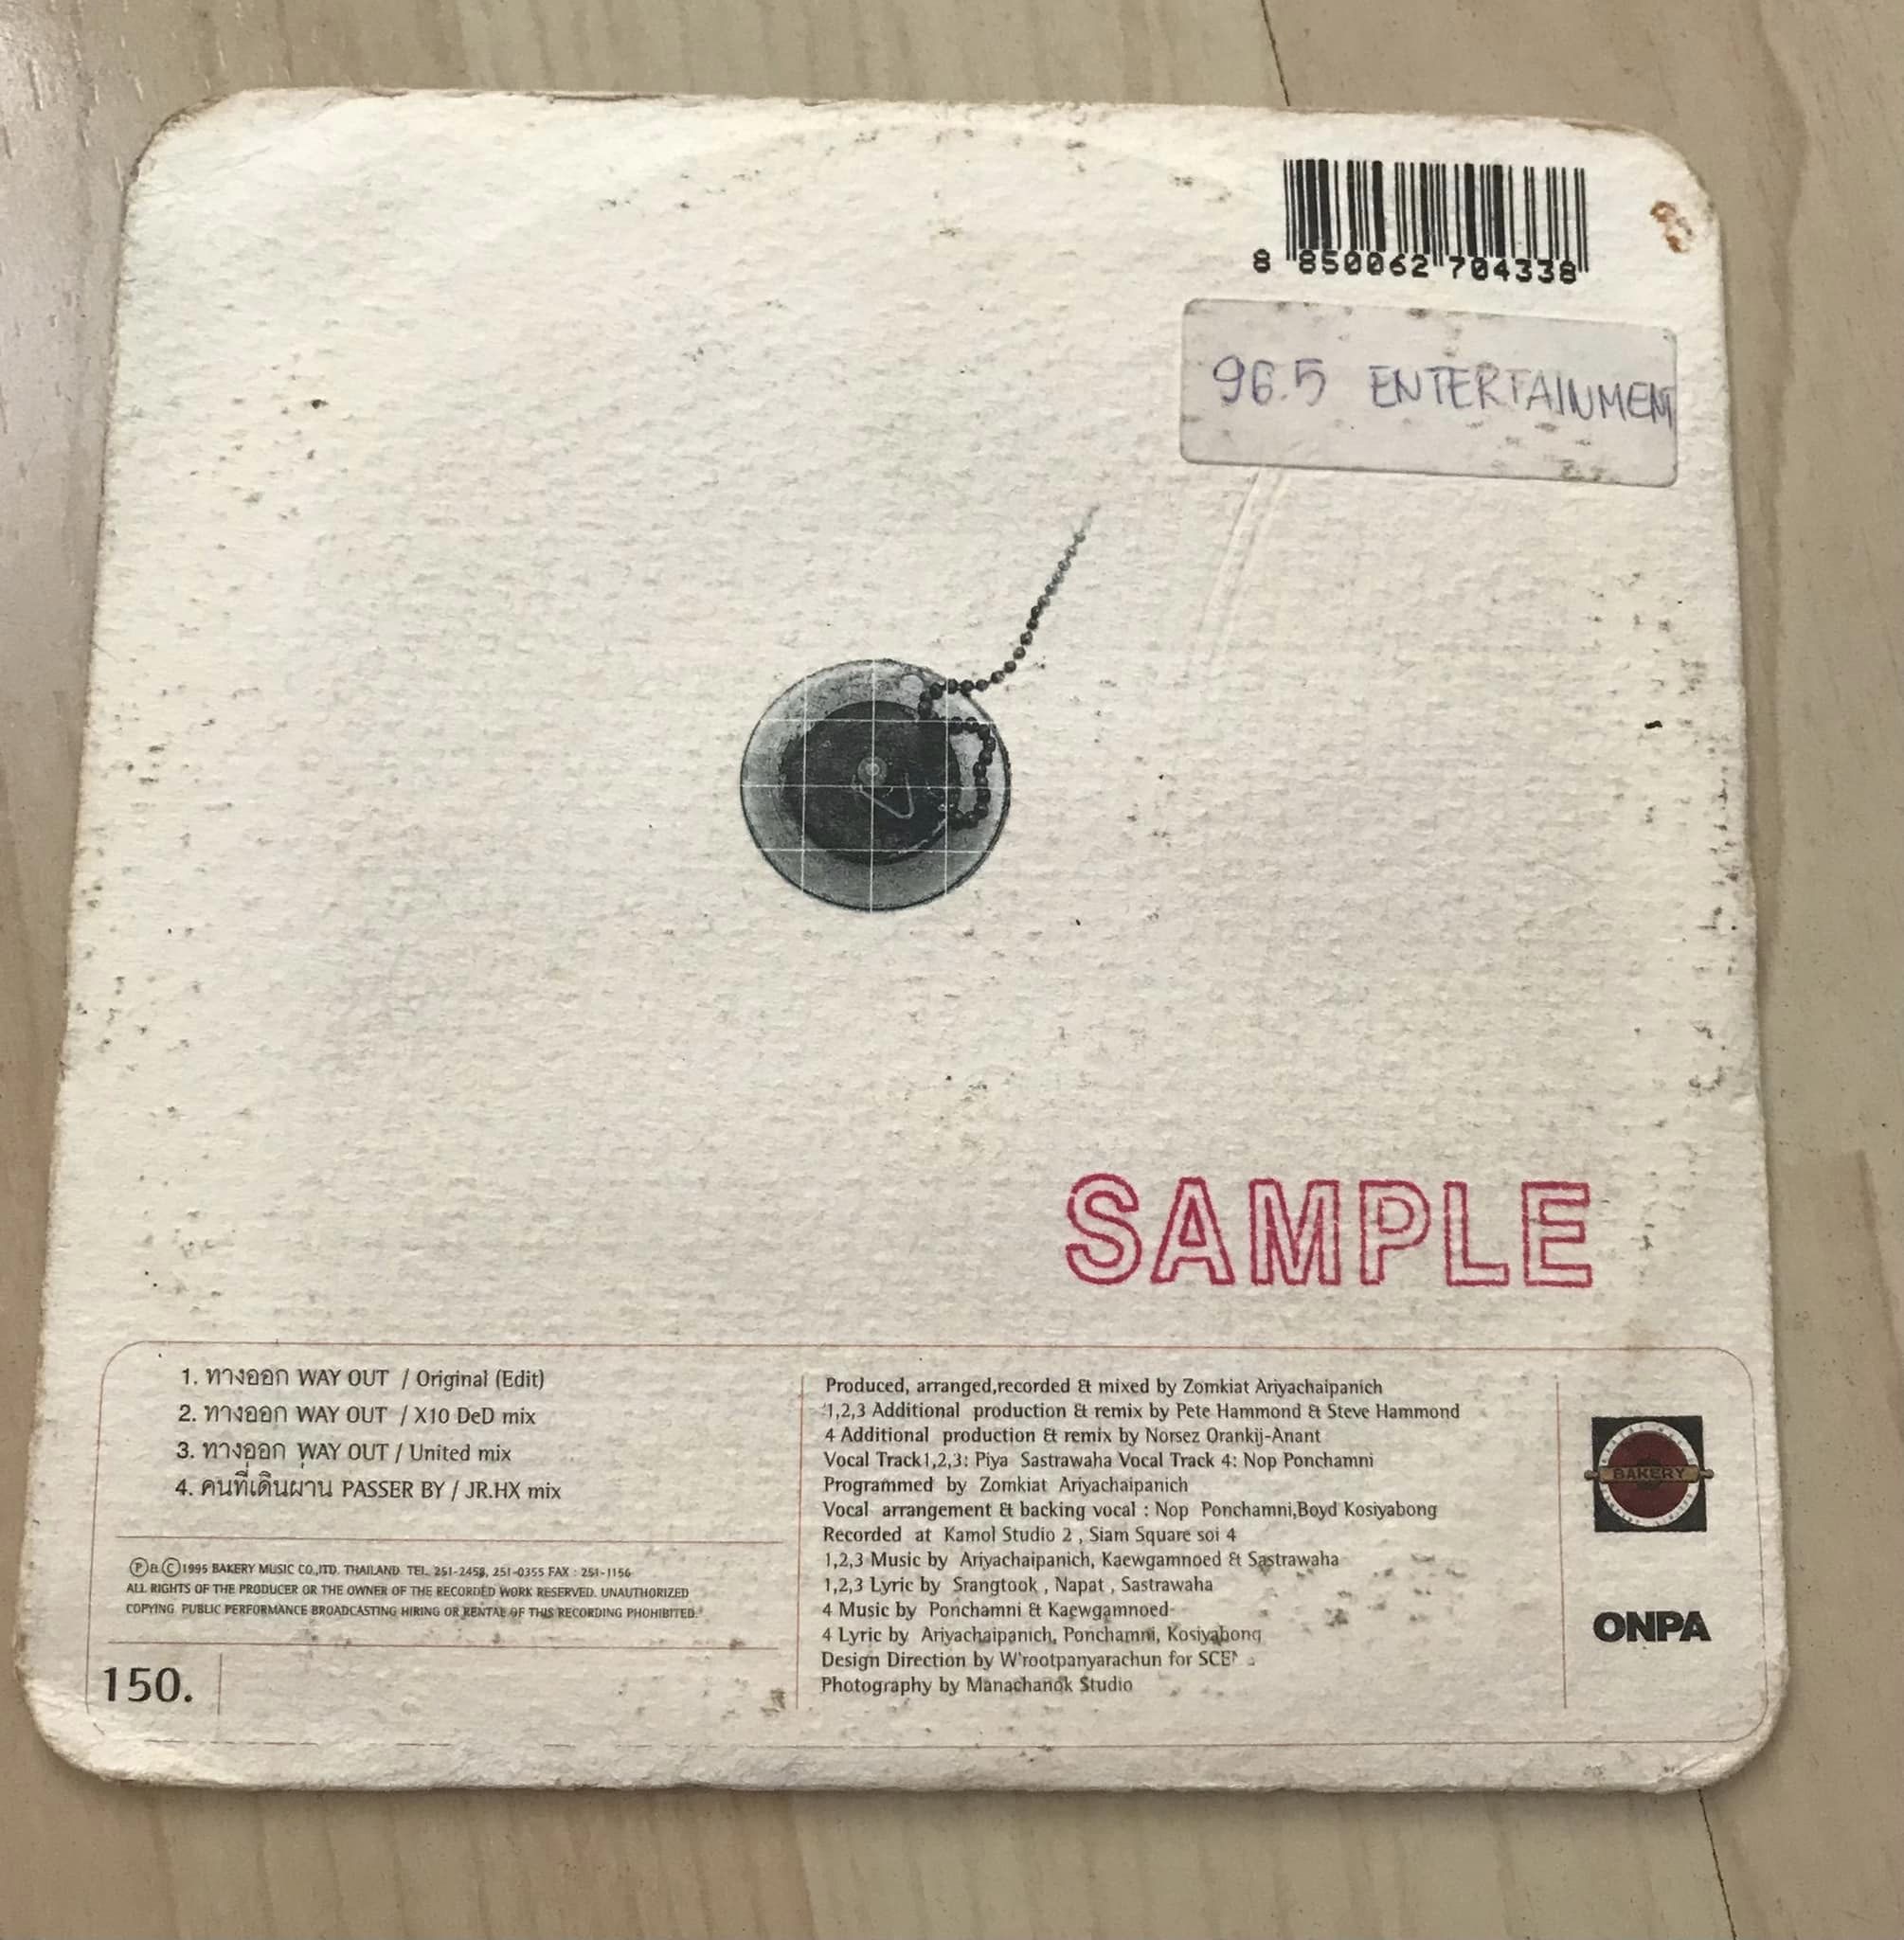 8 850062 704338
96.5 ENTERTAINMENT
SAMPLE
1. ทางออก WAY OUT / Original (Edit)
2. ทางออก WAY OUT / X10 DeD mix
3. ทางออก WAY OUT / United mix
4. คนที่เดินผ่าน PASSER BY / JR.HX mix
Ⓟ & Ⓒ 1995 BAKERY MUSIC CO.,lTD. THAILAND. TEL. 251-2458, 251-0355 FAX : 251-1156
ALL RIGHTS OF THE PRODUCER OR THE OWNER OF THE RECORDED WORK RESERVED. UNAUTHORIZED
COPYING PUBLIC PERFORMANCE BROADCASTING HIRING OR RENTAL OF THIS RECORDING PHOHIBITED.
150.
Produced, arranged,recorded & mixed by Zomkiat Ariyachaipanich
1,2,3 Additional production & remix by Pete Hammond & Steve Hammond
4 Additional production & remix by Norsez Orankij-Anant
Vocal Track1,2,3: Piya Sastrawaha Vocal Track 4: Nop Ponchamni
Programmed by Zomkiat Ariyachaipanich
Vocal arrangement & backing vocal : Nop Ponchamni,Boyd Kosiyabong
Recorded at Kamol Studio 2 , Siam Square soi 4
1,2,3 Music by Ariyachaipanich, Kaewgamnoed & Sastrawaha
1,2,3 Lyric by Srangtook , Napat , Sastrawaha
4 Music by Ponchamni & Kaewgamnoed
4 Lyric by Ariyachaipanich, Ponchamni, Kosiyabong
Design Direction by W'rootpanyarachun for
Photography by Manachanok Studio
BAKERY
ONPA